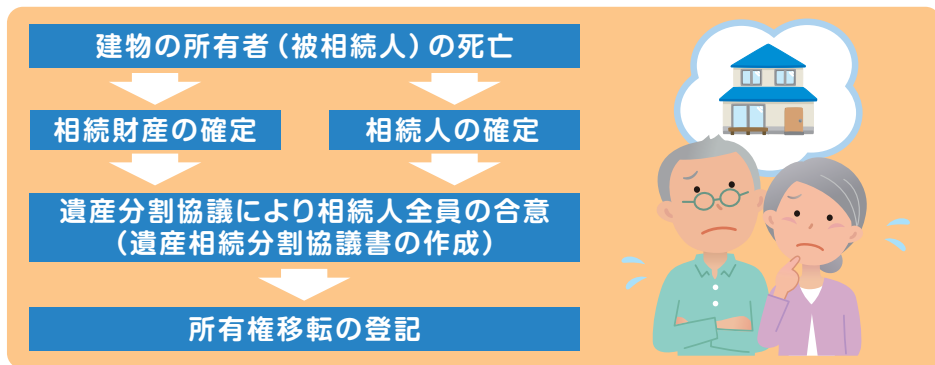 建物の所有者（被相続人）の死亡
相続財産の確定
相続人の確定
遺産分割協議により相続人全員の合意
（遺産相続分割協議書の作成）
所有権移転の登記